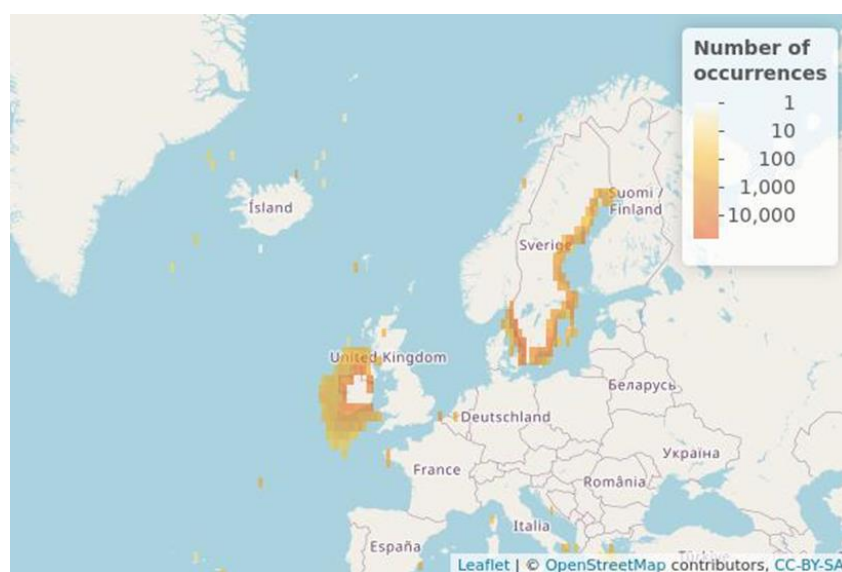 Number of
occurrences
1
10
100
1,000
10,000
Ísland
Suomi /
Finland
Sverige
United Kingdom
Беларусь
Deutschland
Україна
France
România
Italia
España
Türkiye
Leaflet | © OpenStreetMap contributors, CC-BY-SA